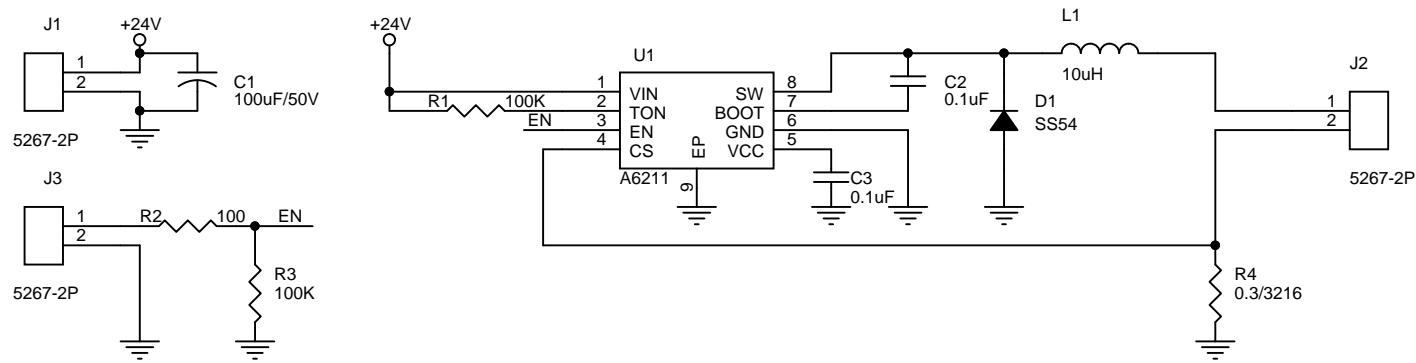 J1
+24V
1
2
C1
100uF/50V
5267-2P
J3
1
2
R2
100
EN
R3
100K
5267-2P
+24V
U1
R1
100K
EN
1
2
3
4
VIN
TON
EN
CS
EP
SW
BOOT
GND
VCC
8
7
6
5
9
A6211
C2
0.1uF
C3
0.1uF
D1
SS54
L1
10uH
J2
1
2
5267-2P
R4
0.3/3216